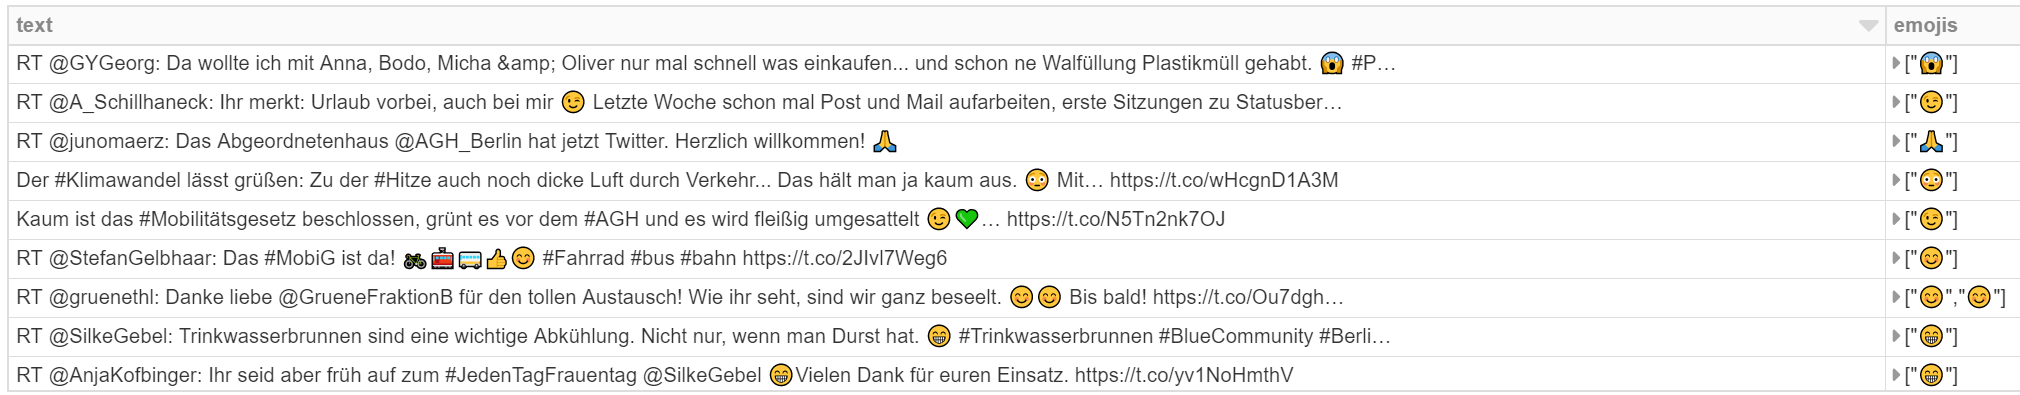 text emojis
RT @GYGeorg: Da wollte ich mit Anna, Bodo, Micha &amp; Oliver nur mal schnell was einkaufen... und schon ne Walfüllung Plastikmüll gehabt. 😱 #P… ["😱"]
RT @A_Schillhaneck: Ihr merkt: Urlaub vorbei, auch bei mir 😉 Letzte Woche schon mal Post und Mail aufarbeiten, erste Sitzungen zu Statusber… ["😉"]
RT @junomaerz: Das Abgeordnetenhaus @AGH_Berlin hat jetzt Twitter. Herzlich willkommen! 🙏 ["🙏"]
Der #Klimawandel lässt grüßen: Zu der #Hitze auch noch dicke Luft durch Verkehr... Das hält man ja kaum aus. 😳 Mit… https://t.co/wHcgnD1A3M ["😳"]
Kaum ist das #Mobilitätsgesetz beschlossen, grünt es vor dem #AGH und es wird fleißig umgesattelt 😉💚… https://t.co/N5Tn2nk7OJ ["😉"]
RT @StefanGelbhaar: Das #MobiG ist da! 🚲🚋🚌👍😊 #Fahrrad #bus #bahn https://t.co/2JIvl7Weg6 ["😊"]
RT @gruenethl: Danke liebe @GrueneFraktionB für den tollen Austausch! Wie ihr seht, sind wir ganz beseelt. 😊😊 Bis bald! https://t.co/Ou7dgh… ["😊","😊"]
RT @SilkeGebel: Trinkwasserbrunnen sind eine wichtige Abkühlung. Nicht nur, wenn man Durst hat. 😁 #Trinkwasserbrunnen #BlueCommunity #Berli… ["😁"]
RT @AnjaKofbinger: Ihr seid aber früh auf zum #JedenTagFrauentag @SilkeGebel 😁Vielen Dank für euren Einsatz. https://t.co/yv1NoHmthV ["😁"]